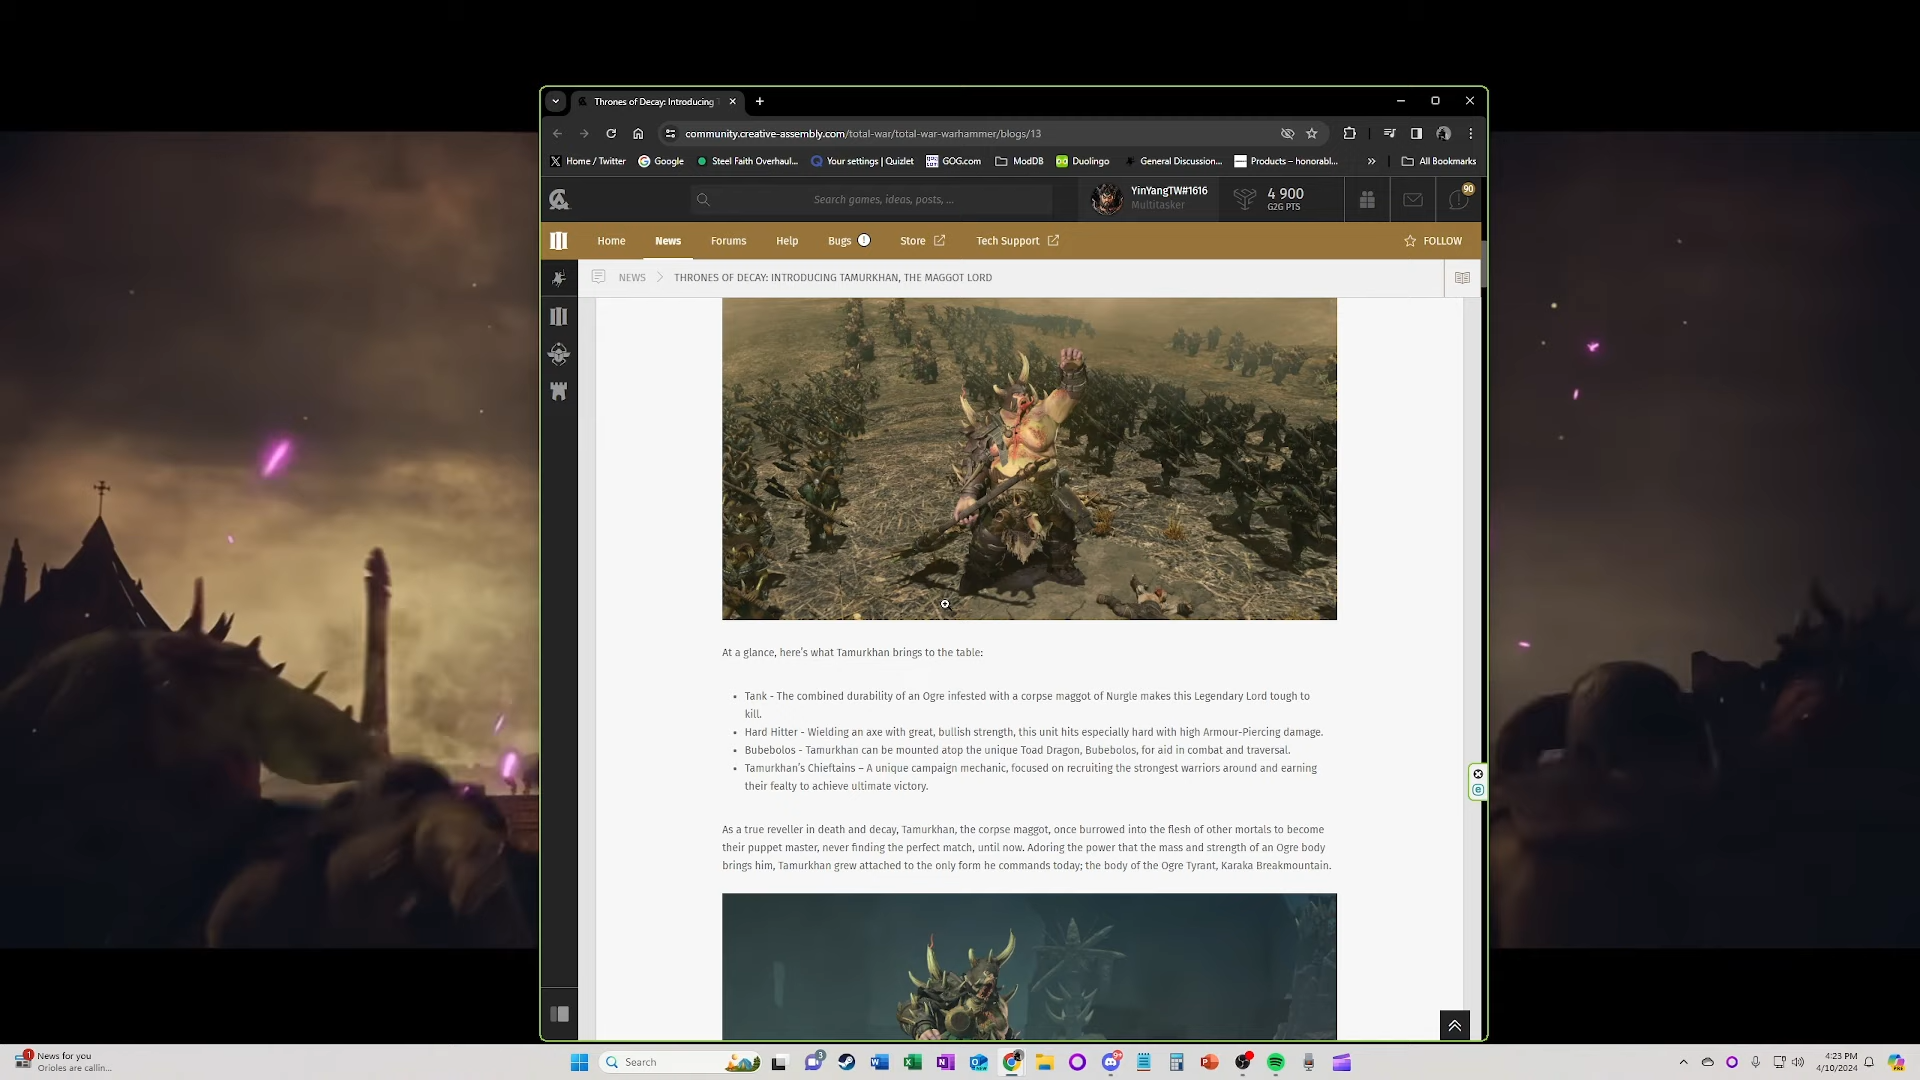 Thrones of Decay: Introducing
community.creative-assembly.com/total-war/total-war-warhammer/blogs/13
Home / Twitter
Google
Steel Faith Overhaul...
Your settings | Quizlet
GOG.com
ModDB
Duolingo
General Discussion...
Products – honorabl...
»
All Bookmarks
Search games, ideas, posts, ...
YinYangTW#1616
Multitasker
4 900
G2G PTS
90
Home
News
Forums
Help
Bugs
Store
Tech Support
FOLLOW
NEWS
THRONES OF DECAY: INTRODUCING TAMURKHAN, THE MAGGOT LORD
At a glance, here's what Tamurkhan brings to the table:
• Tank - The combined durability of an Ogre infested with a corpse maggot of Nurgle makes this Legendary Lord tough to
kill.
• Hard Hitter - Wielding an axe with great, bullish strength, this unit hits especially hard with high Armour-Piercing damage.
• Bubebolos - Tamurkhan can be mounted atop the unique Toad Dragon, Bubebolos, for aid in combat and traversal.
• Tamurkhan's Chieftains – A unique campaign mechanic, focused on recruiting the strongest warriors around and earning
their fealty to achieve ultimate victory.
As a true reveller in death and decay, Tamurkhan, the corpse maggot, once burrowed into the flesh of other mortals to become
their puppet master, never finding the perfect match, until now. Adoring the power that the mass and strength of an Ogre body
brings him, Tamurkhan grew attached to the only form he commands today; the body of the Ogre Tyrant, Karaka Breakmountain.
1
News for you
Orioles are callin...
Search
3
4:23 PM
4/10/2024